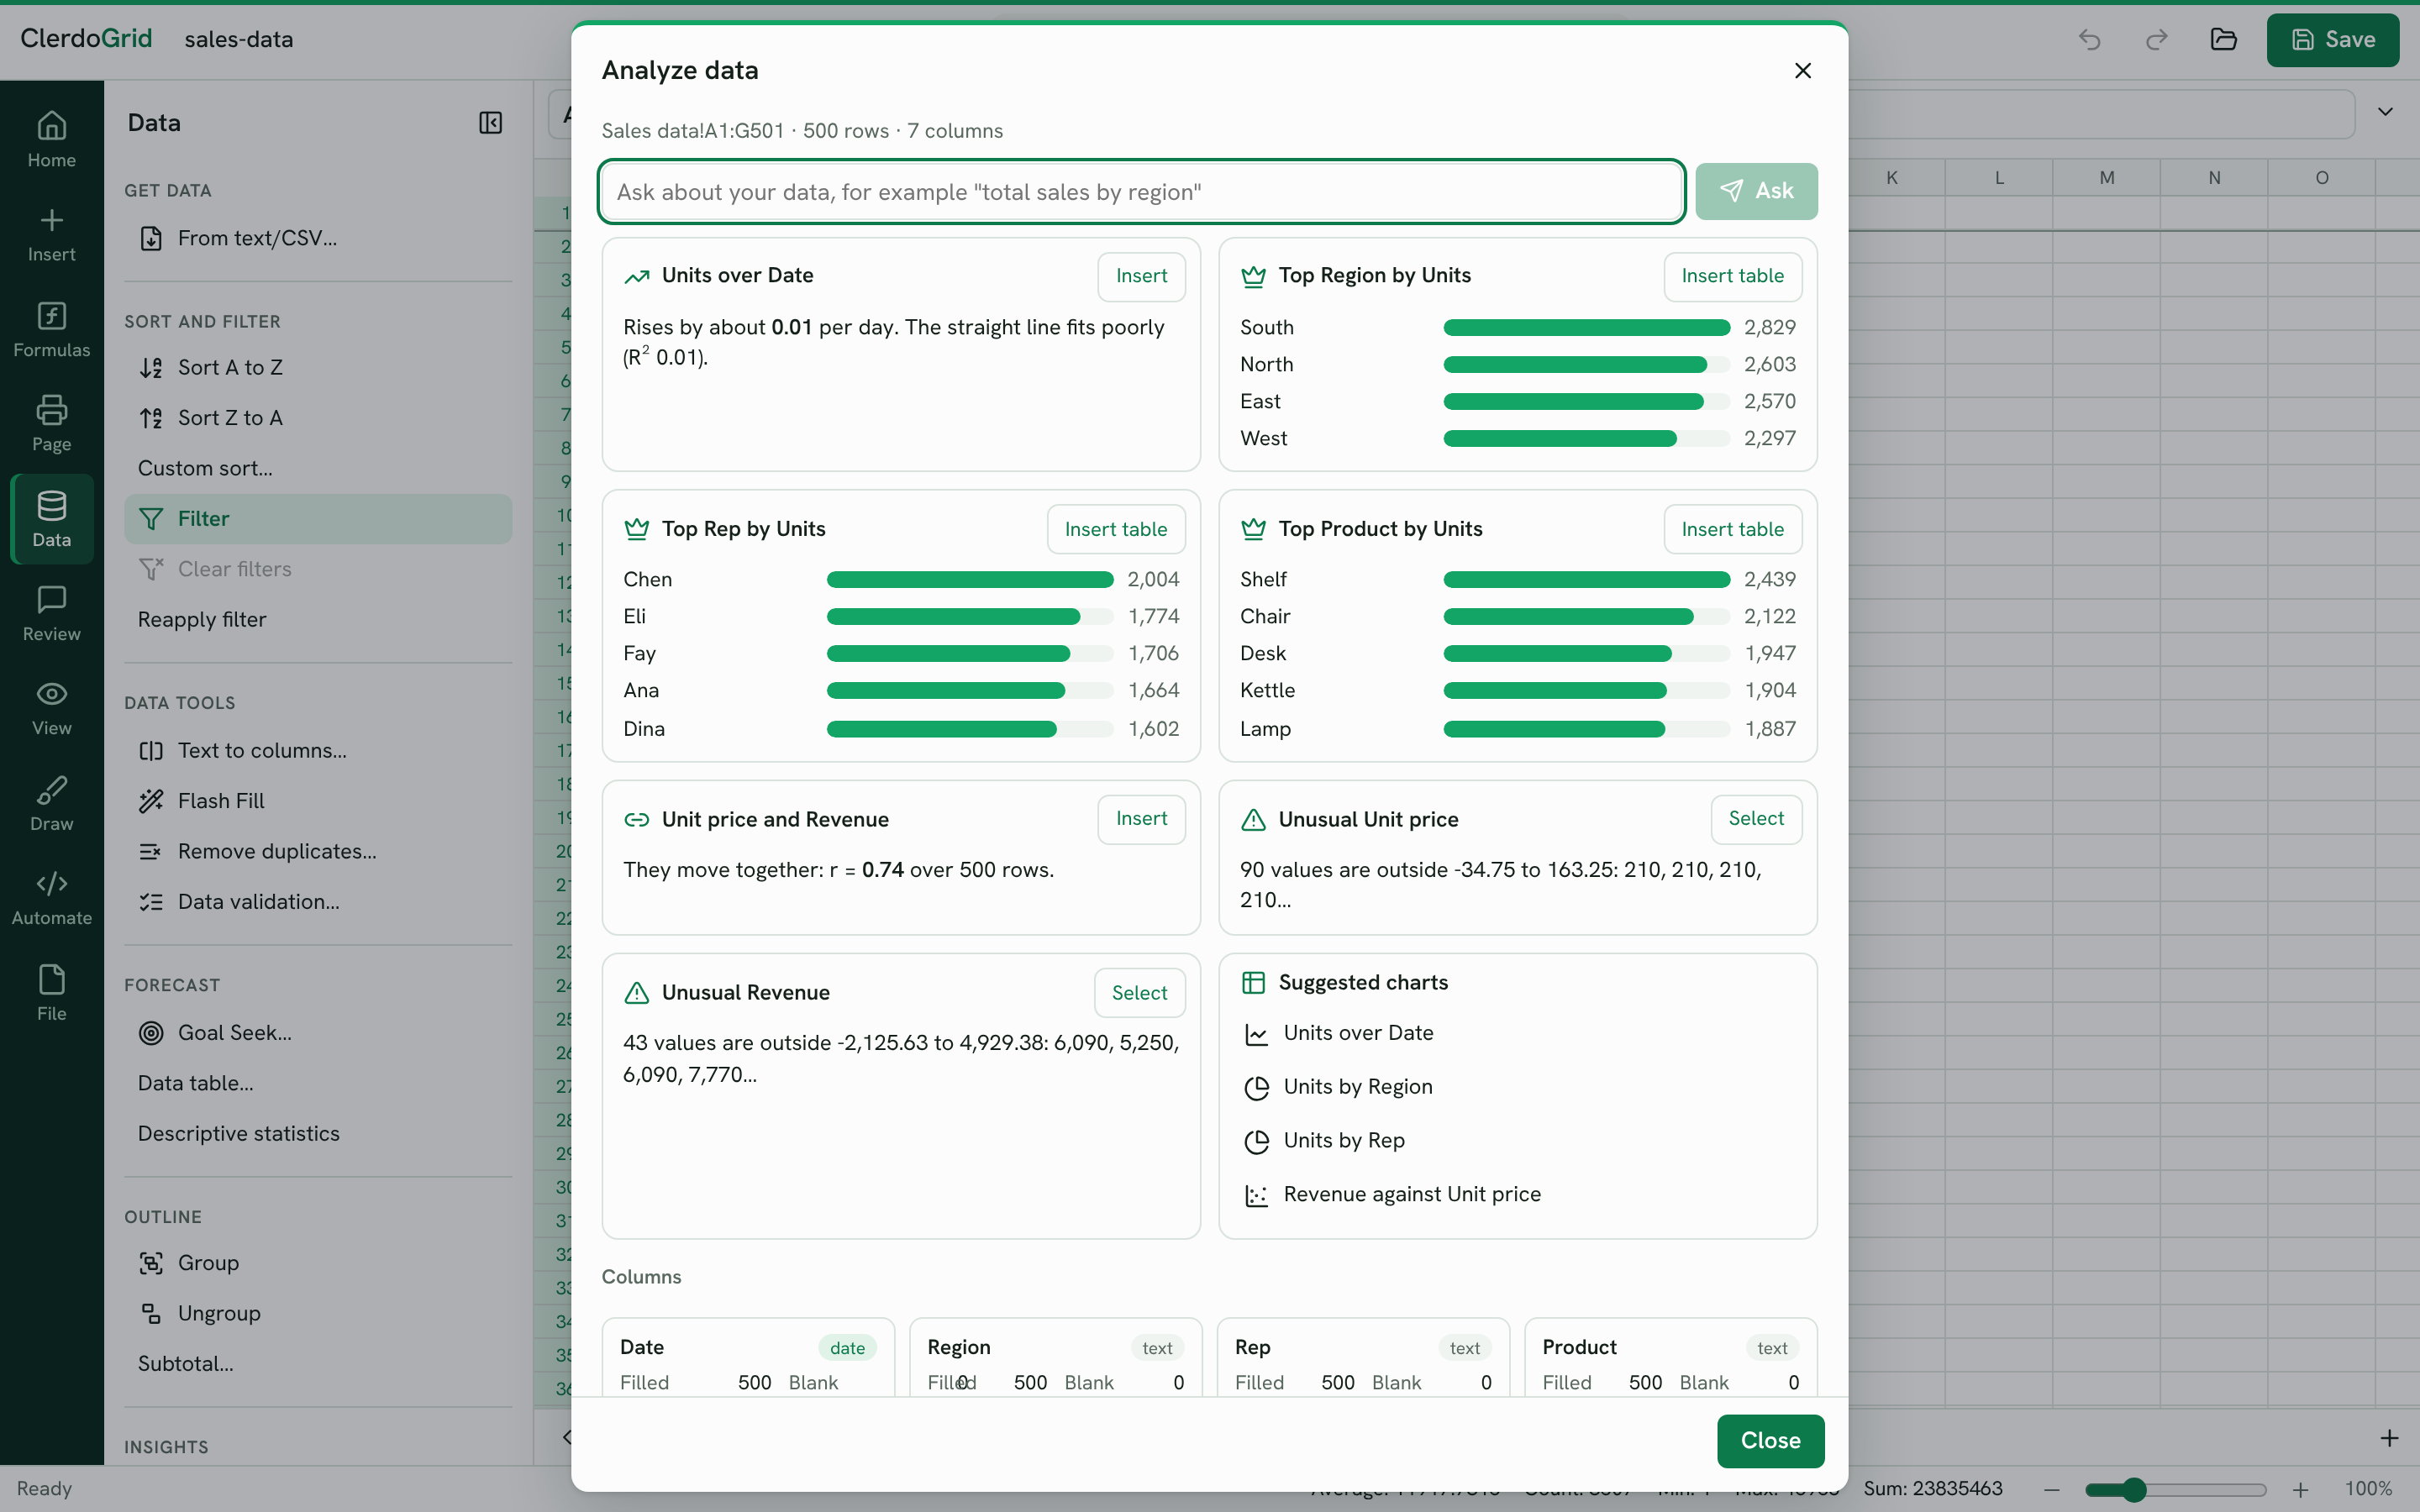 ClerdoGrid sales-data
Save
Home
Insert
Formulas
Page
Data
Review
View
Draw
Automate
File
Data
GET DATA
From text/CSV...
SORT AND FILTER
Sort A to Z
Sort Z to A
Custom sort...
Filter
Clear filters
Reapply filter
DATA TOOLS
Text to columns...
Flash Fill
Remove duplicates...
Data validation...
FORECAST
Goal Seek...
Data table...
Descriptive statistics
OUTLINE
Group
Ungroup
Subtotal...
INSIGHTS
K L M N O
1
2
3
4
5
6
7
8
9
Analyze data
Sales data!A1:G501 · 500 rows · 7 columns
Ask about your data, for example "total sales by region"
Ask
Units over Date Insert
Rises by about 0.01 per day. The straight line fits poorly
(R² 0.01).
Top Region by Units Insert table
South 2,829
North 2,603
East 2,570
West 2,297
Top Rep by Units Insert table
Chen 2,004
Eli 1,774
Fay 1,706
Ana 1,664
Dina 1,602
Top Product by Units Insert table
Shelf 2,439
Chair 2,122
Desk 1,947
Kettle 1,904
Lamp 1,887
Unit price and Revenue Insert
They move together: r = 0.74 over 500 rows.
Unusual Unit price Select
90 values are outside -34.75 to 163.25: 210, 210, 210,
210...
Unusual Revenue Select
43 values are outside -2,125.63 to 4,929.38: 6,090, 5,250,
6,090, 7,770...
Suggested charts
Units over Date
Units by Region
Units by Rep
Revenue against Unit price
Columns
Date date
Filled 500 Blank 0
Region text
Filled 500 Blank 0
Rep text
Filled 500 Blank 0
Product text
Filled 500 Blank 0
Close
Ready
Sum: 23835463
100%